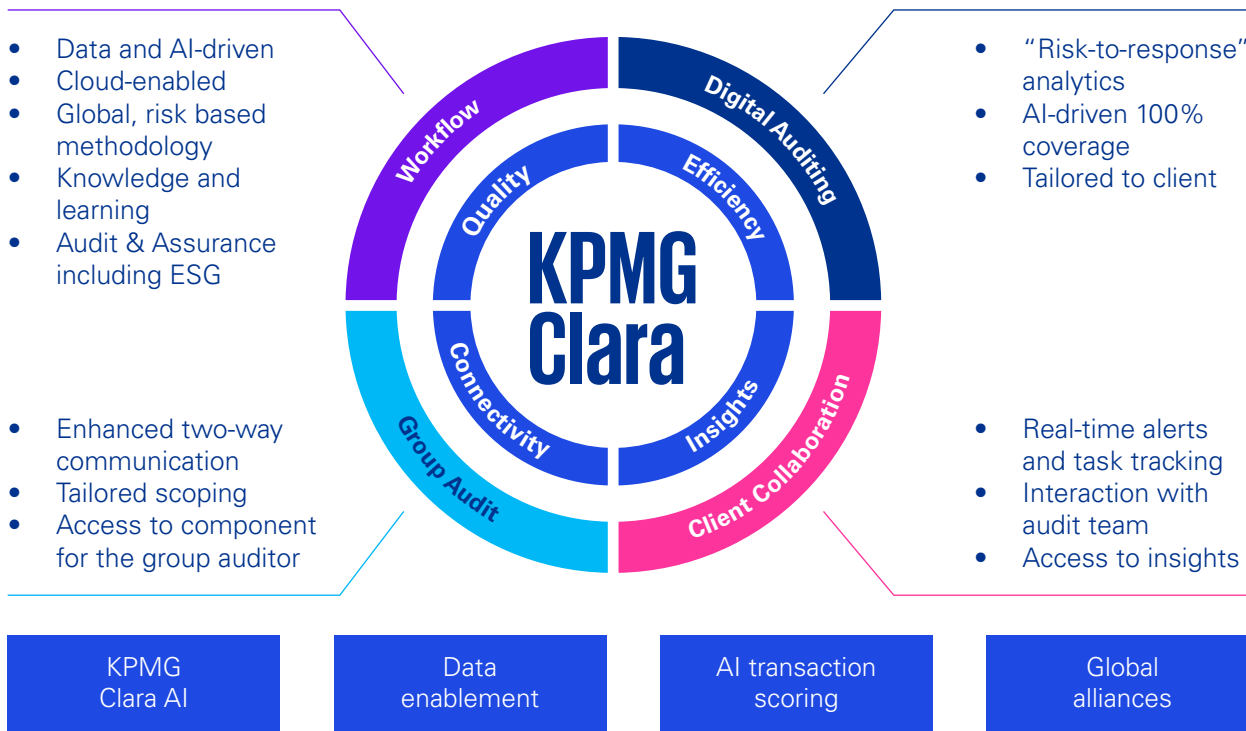 • Data and AI-driven
• Cloud-enabled
• Global, risk based
methodology
• Knowledge and
learning
• Audit & Assurance
including ESG
• “Risk-to-response”
analytics
• AI-driven 100%
coverage
• Tailored to client
Workflow
Digital Auditing
Quality
Efficiency
KPMG
Clara
Connectivity
Insights
Group Audit
Client Collaboration
• Enhanced two-way
communication
• Tailored scoping
• Access to component
for the group auditor
• Real-time alerts
and task tracking
• Interaction with
audit team
• Access to insights
KPMG
Clara AI
Data
enablement
AI transaction
scoring
Global
alliances